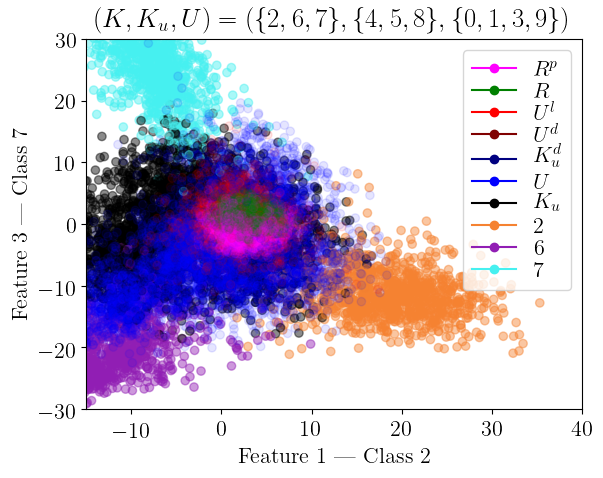 (K, K_u, U) = ({2, 6, 7}, {4, 5, 8}, {0, 1, 3, 9})
30
20
10
0
−10
−20
−30
Feature 3 — Class 7
R^p
R
U^l
U^d
K_u^d
U
K_u
2
6
7
−10
0
10
20
30
40
Feature 1 — Class 2